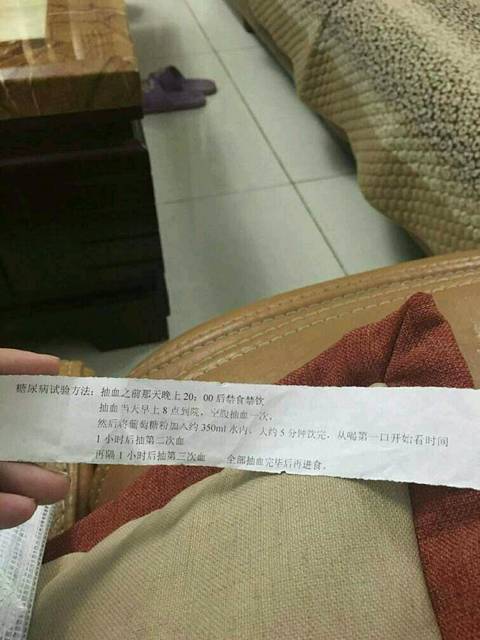 糖尿病试验方法：抽血之前那天晚上20：00后禁食禁饮
抽血当天早上8点到院，空腹抽血一次，
然后将葡萄糖粉加入约350ml水内，大约5分钟饮完，从喝第一口开始看时间
1小时后抽第二次血
再隔1小时后抽第三次血 全部抽血完毕后再进食。